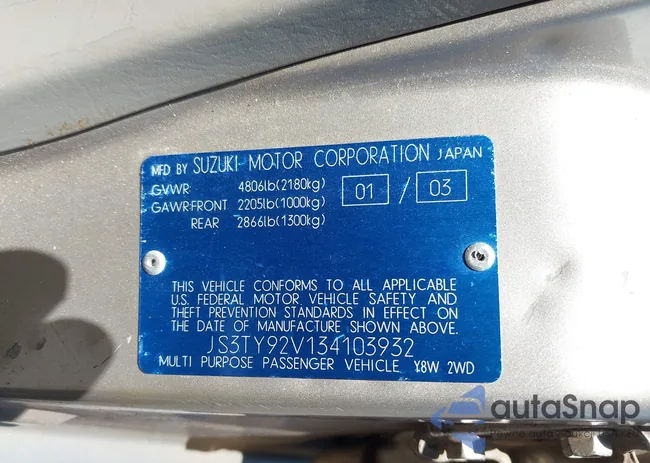 MFD BY SUZUKI MOTOR CORPORATION JAPAN
GVWR 4806lb(2180kg) 01 / 03
GAWR-FRONT 2205lb(1000kg)
REAR 2866lb(1300kg)
THIS VEHICLE CONFORMS TO ALL APPLICABLE
U.S. FEDERAL MOTOR VEHICLE SAFETY AND
THEFT PREVENTION STANDARDS IN EFFECT ON
THE DATE OF MANUFACTURE SHOWN ABOVE.
JS3TY92V134103932
MULTI PURPOSE PASSENGER VEHICLE Y8W 2WD
autaSnap